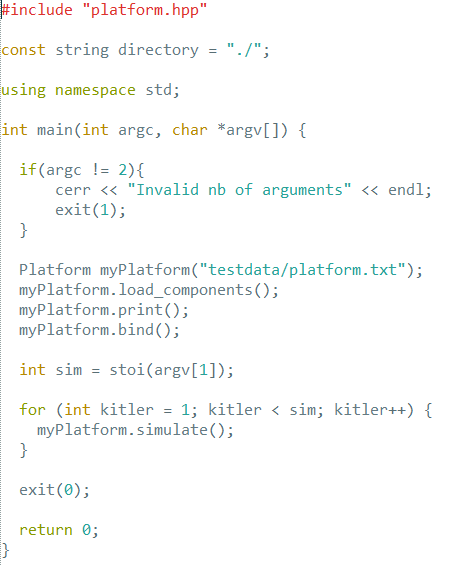 #include "platform.hpp"
const string directory = "./";
using namespace std;
int main(int argc, char *argv[]) {
if(argc != 2){
cerr << "Invalid nb of arguments" << endl;
exit(1);
}
Platform myPlatform("testdata/platform.txt");
myPlatform.load_components();
myPlatform.print();
myPlatform.bind();
int sim = stoi(argv[1]);
for (int kitler = 1; kitler < sim; kitler++) {
myPlatform.simulate();
}
exit(0);
return 0;
}